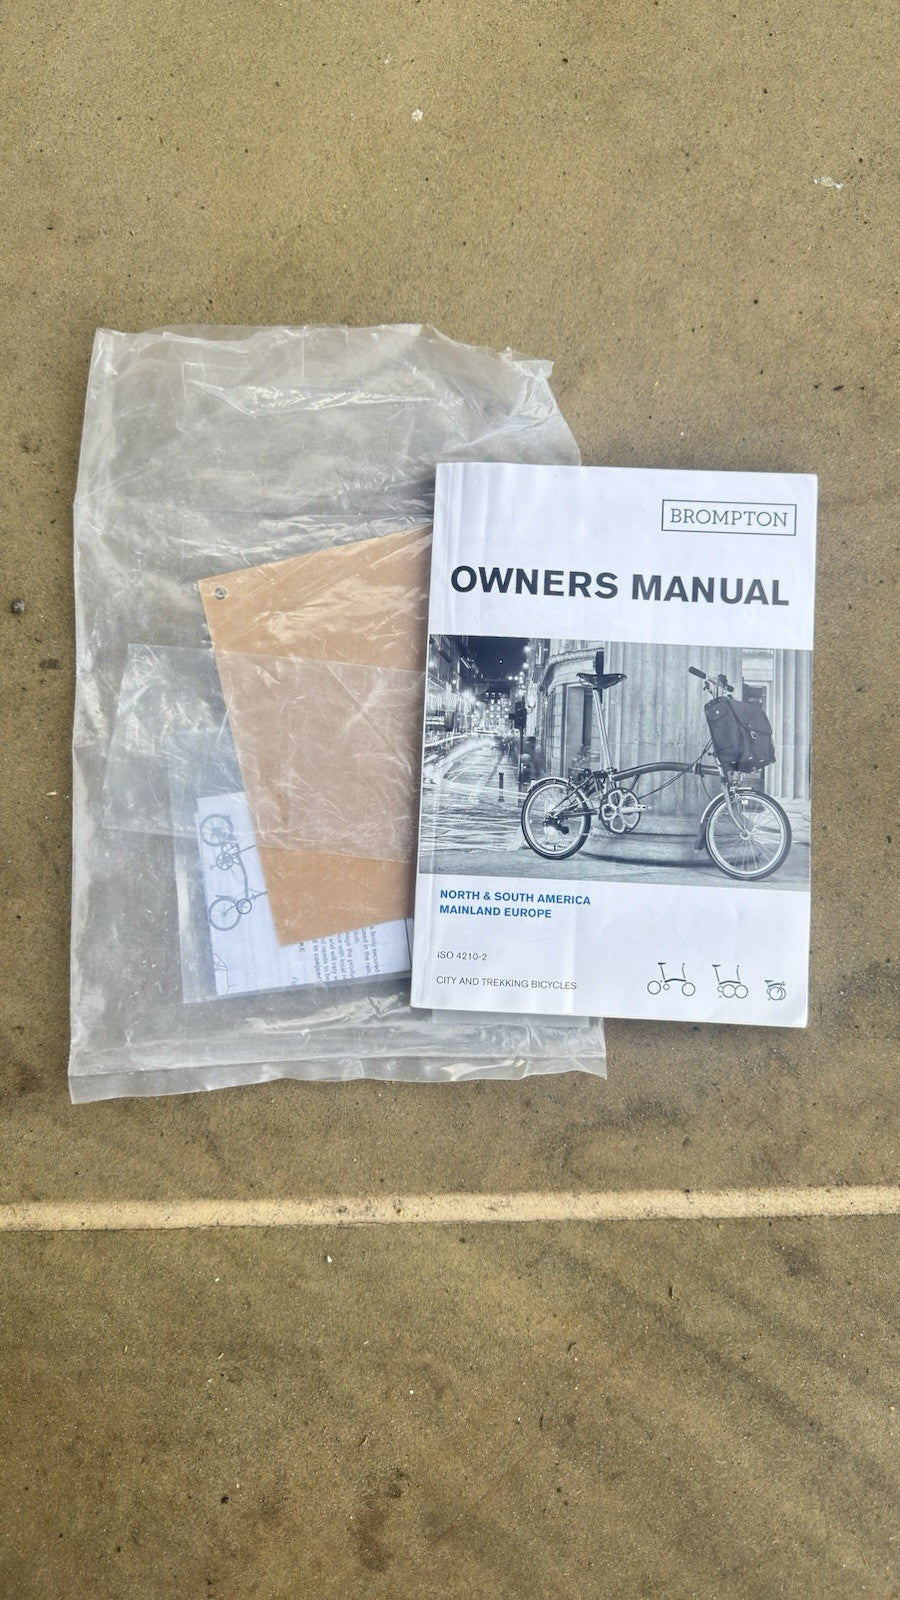 BROMPTON
OWNERS MANUAL
NORTH & SOUTH AMERICA
MAINLAND EUROPE
ISO 4210-2
CITY AND TREKKING BICYCLES